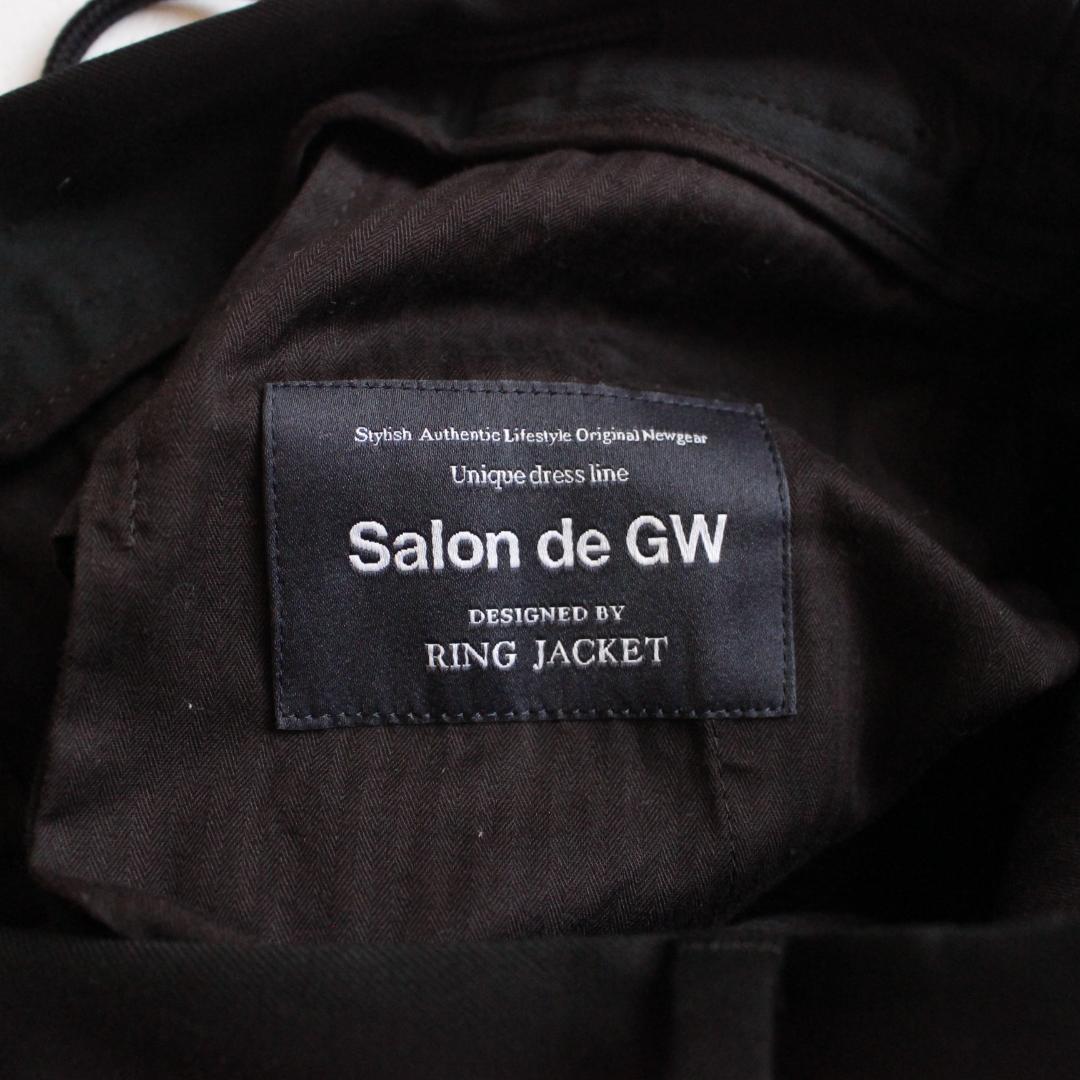 Stylish Authentic Lifestyle Original Newgear
Unique dress line
Salon de GW
DESIGNED BY
RING JACKET